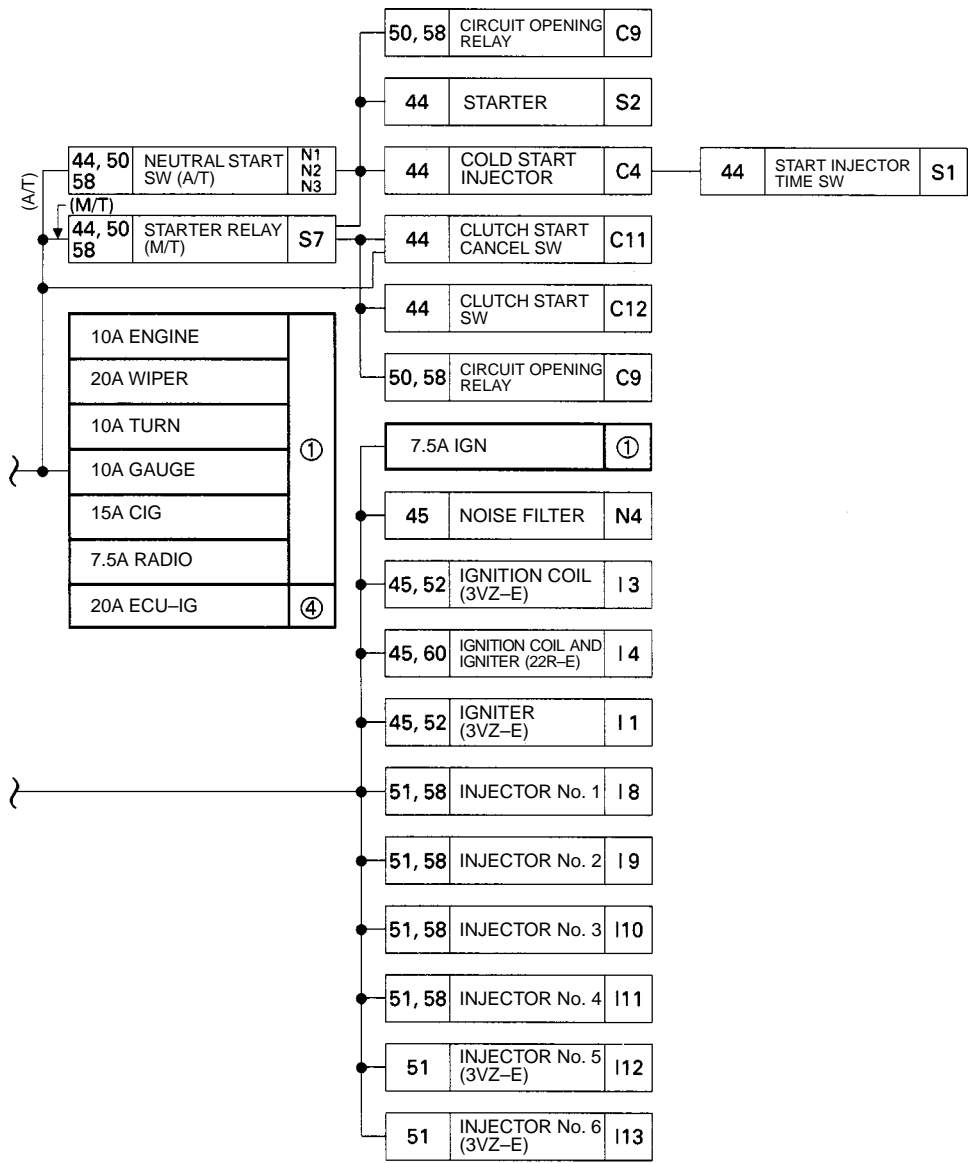 50, 58 CIRCUIT OPENING RELAY C9
44 STARTER S2
44, 50 58 NEUTRAL START SW (A/T) N1 N2 N3
44 COLD START INJECTOR C4
44 START INJECTOR TIME SW S1
(A/T)
(M/T)
44, 50 58 STARTER RELAY (M/T) S7
44 CLUTCH START CANCEL SW C11
44 CLUTCH START SW C12
50, 58 CIRCUIT OPENING RELAY C9
10A ENGINE
20A WIPER
10A TURN
10A GAUGE
15A CIG
7.5A RADIO
①
20A ECU–IG ④
7.5A IGN ①
45 NOISE FILTER N4
45, 52 IGNITION COIL (3VZ–E) I3
45, 60 IGNITION COIL AND IGNITER (22R–E) I4
45, 52 IGNITER (3VZ–E) I1
51, 58 INJECTOR No. 1 I8
51, 58 INJECTOR No. 2 I9
51, 58 INJECTOR No. 3 I10
51, 58 INJECTOR No. 4 I11
51 INJECTOR No. 5 (3VZ–E) I12
51 INJECTOR No. 6 (3VZ–E) I13